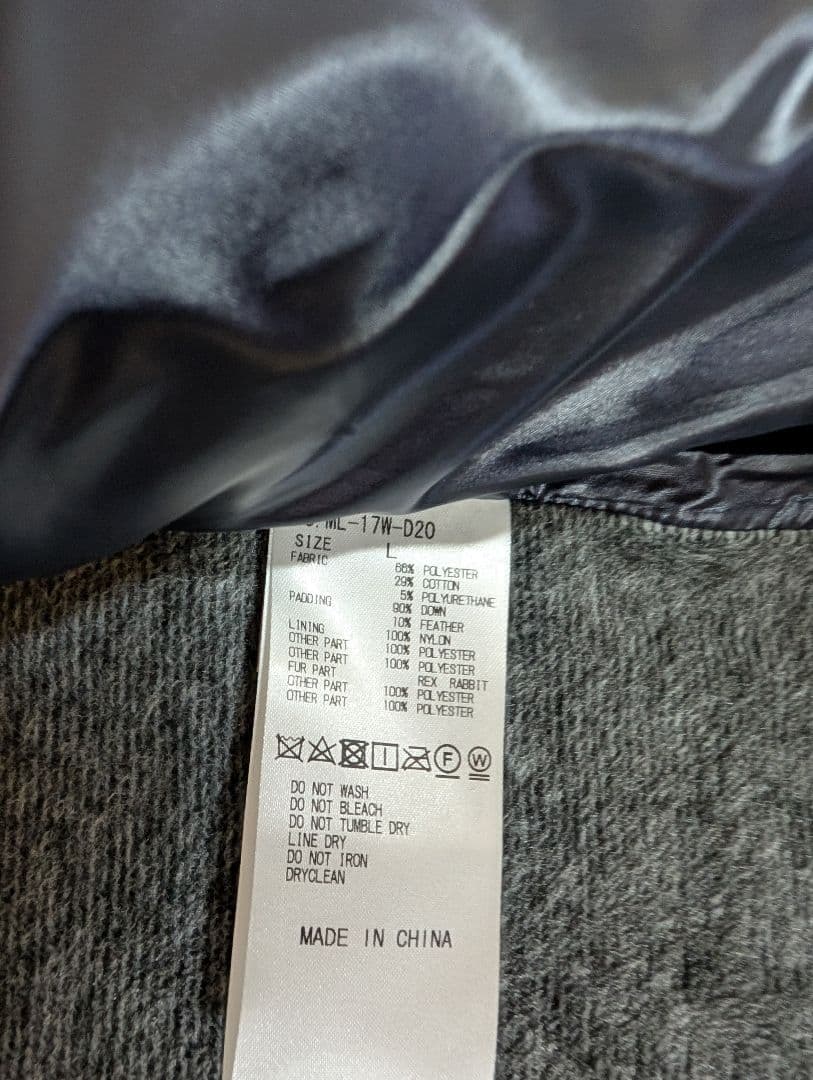 ML-17W-D20
SIZE L
FABRIC 66% POLYESTER
29% COTTON
5% POLYURETHANE
PADDING 90% DOWN
10% FEATHER
LINING 100% NYLON
OTHER PART 100% POLYESTER
OTHER PART 100% POLYESTER
FUR PART REX RABBIT
OTHER PART 100% POLYESTER
OTHER PART 100% POLYESTER
F W
DO NOT WASH
DO NOT BLEACH
DO NOT TUMBLE DRY
LINE DRY
DO NOT IRON
DRYCLEAN
MADE IN CHINA